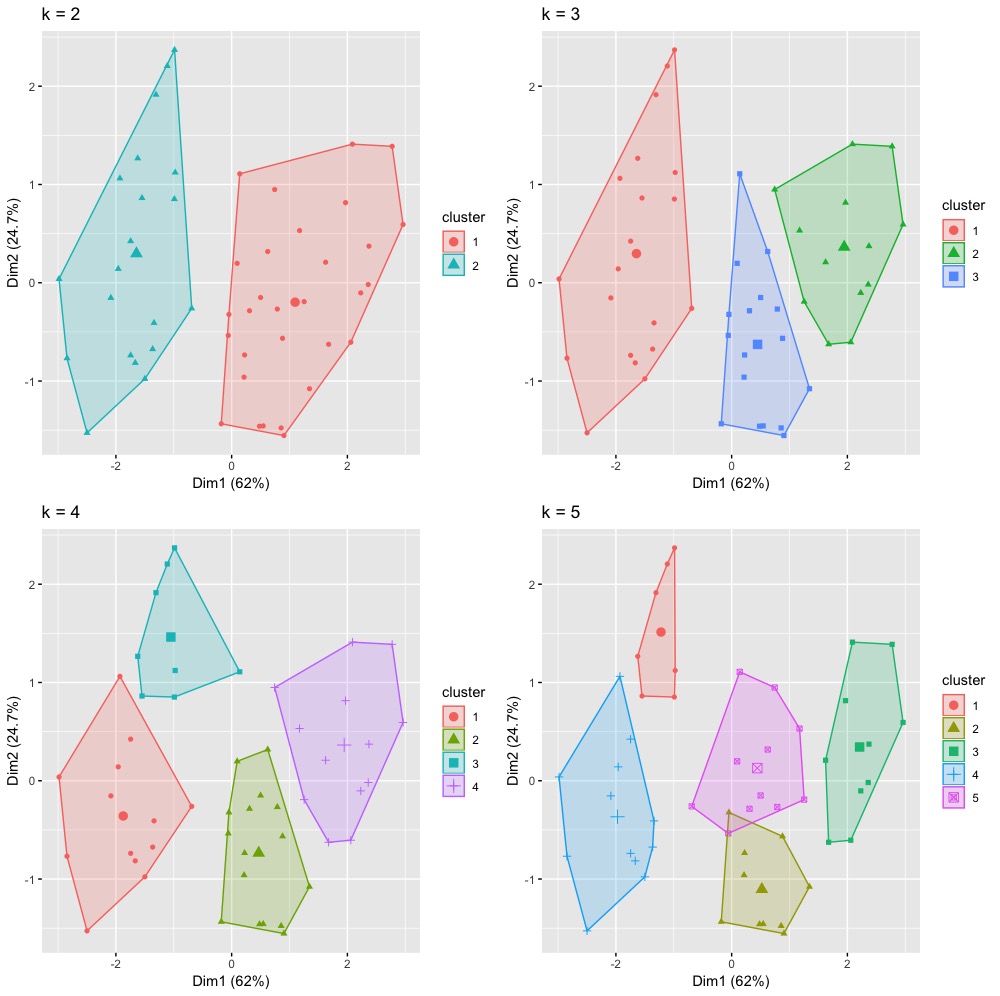 k = 2
k = 3
2
1
0
-1
Dim2 (24.7%)
-2
0
2
Dim1 (62%)
cluster
1
2
2
1
0
-1
Dim2 (24.7%)
-2
0
2
Dim1 (62%)
cluster
1
2
3
k = 4
k = 5
2
1
0
-1
Dim2 (24.7%)
-2
0
2
Dim1 (62%)
cluster
1
2
3
4
2
1
0
-1
Dim2 (24.7%)
-2
0
2
Dim1 (62%)
cluster
1
2
3
4
5